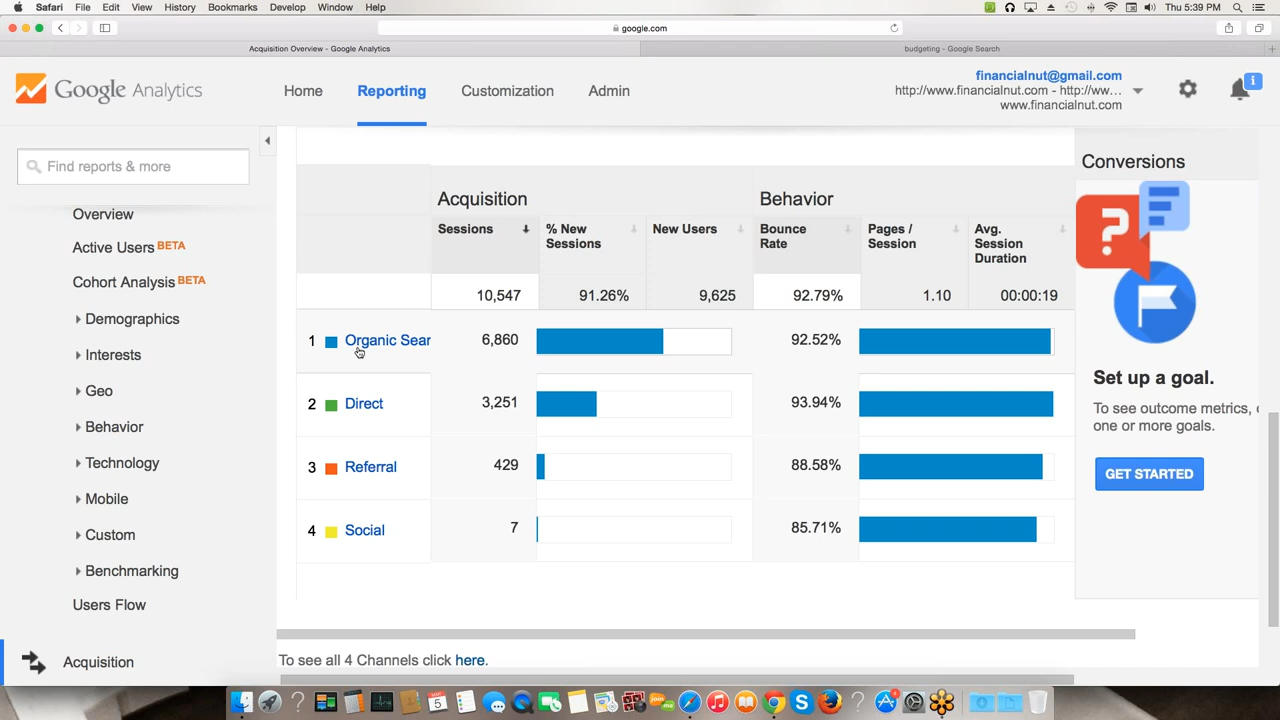 Safari File Edit View History Bookmarks Develop Window Help
Thu 5:39 PM
google.com
Acquisition Overview - Google Analytics
budgeting - Google Search
Google Analytics
Home Reporting Customization Admin
financialnut@gmail.com
http://www.financialnut.com - http://ww...
www.financialnut.com
i
Find reports & more
Overview
Active Users BETA
Cohort Analysis BETA
Demographics
Interests
Geo
Behavior
Technology
Mobile
Custom
Benchmarking
Users Flow
Acquisition
Acquisition Behavior
Sessions % New Sessions New Users Bounce Rate Pages / Session Avg. Session Duration
10,547 91.26% 9,625 92.79% 1.10 00:00:19
1 Organic Sear 6,860 92.52%
2 Direct 3,251 93.94%
3 Referral 429 88.58%
4 Social 7 85.71%
To see all 4 Channels click here.
Conversions
?
Set up a goal.
To see outcome metrics,
one or more goals.
GET STARTED